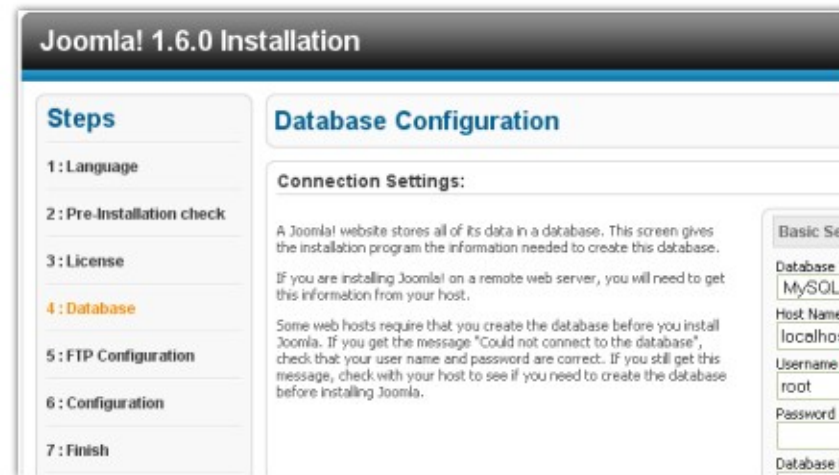 Joomla! 1.6.0 Installation
Steps
1 : Language
2 : Pre-Installation check
3 : License
4 : Database
5 : FTP Configuration
6 : Configuration
7 : Finish
Database Configuration
Connection Settings:
A Joomla! website stores all of its data in a database. This screen gives
the installation program the information needed to create this database.
If you are installing Joomla! on a remote web server, you will need to get
this information from your host.
Some web hosts require that you create the database before you install
Joomla. If you get the message "Could not connect to the database",
check that your user name and password are correct. If you still get this
message, check with your host to see if you need to create the database
before installing Joomla.
Basic Se
Database
MySQL
Host Name
localhos
Username
root
Password
Database